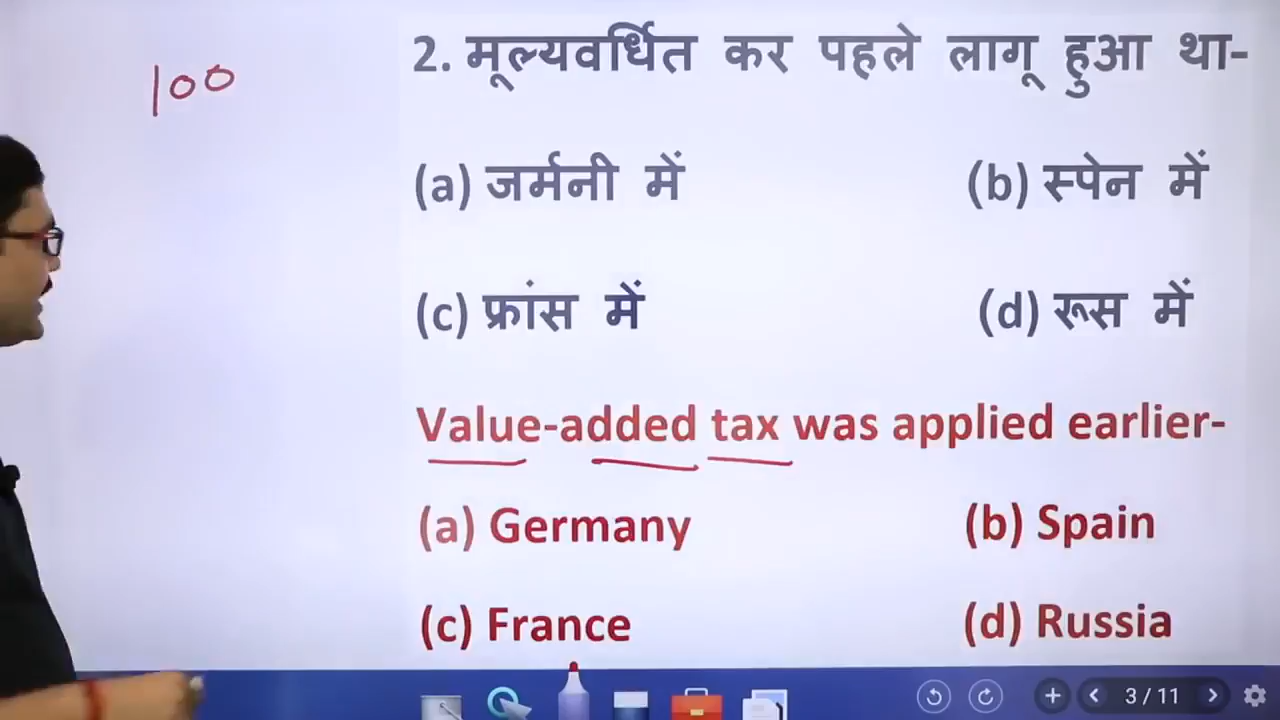 100
2. मूल्यवर्धित कर पहले लागू हुआ था-
(a) जर्मनी में (b) स्पेन में
(c) फ्रांस में (d) रूस में
Value-added tax was applied earlier-
(a) Germany (b) Spain
(c) France (d) Russia
3 / 11